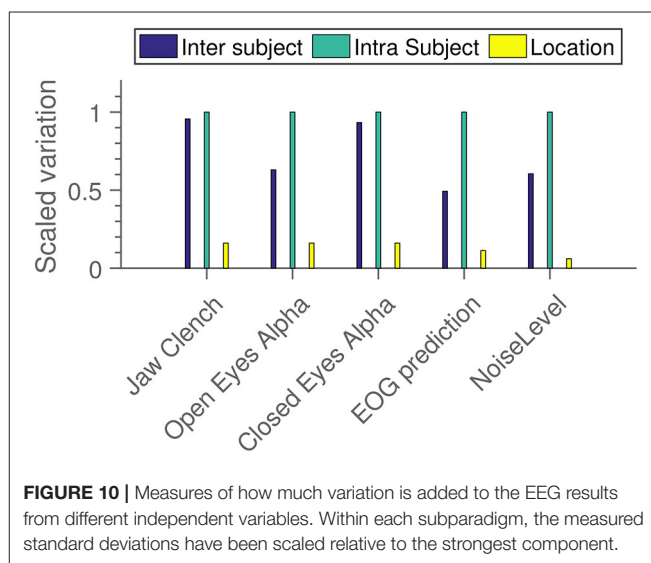 Inter subject Intra Subject Location
Scaled variation
1
0.5
0
Jaw Clench
Open Eyes Alpha
Closed Eyes Alpha
EOG prediction
NoiseLevel
FIGURE 10 | Measures of how much variation is added to the EEG results
from different independent variables. Within each subparadigm, the measured
standard deviations have been scaled relative to the strongest component.